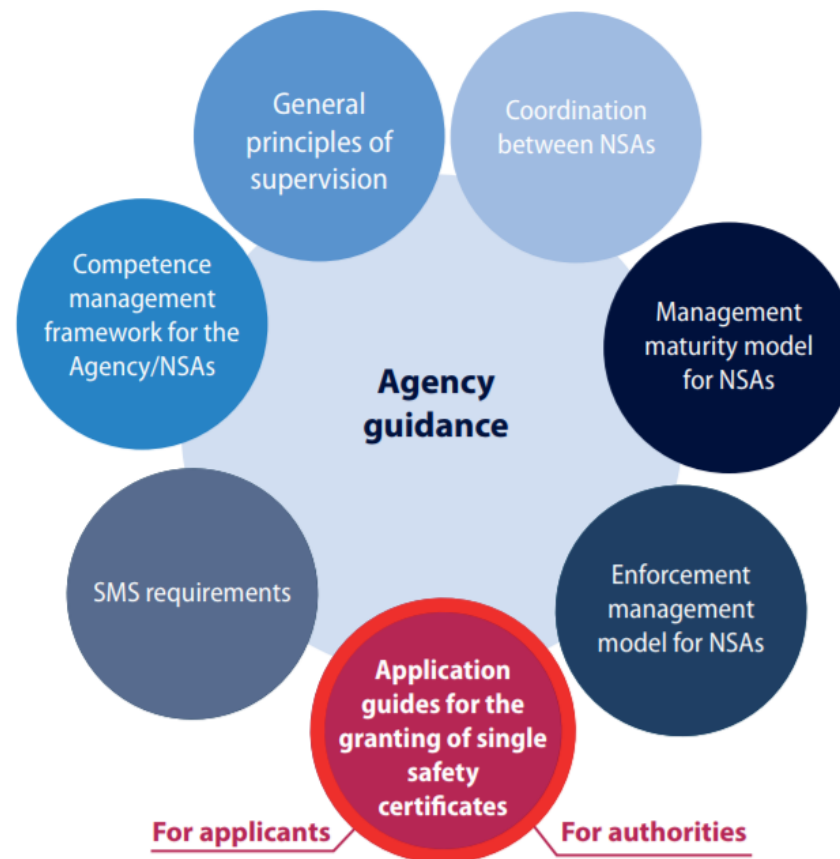 General
principles of
supervision
Coordination
between NSAs
Competence
management
framework for the
Agency/NSAs
Management
maturity model
for NSAs
Agency
guidance
SMS requirements
Enforcement
management
model for NSAs
Application
guides for the
granting of single
safety
certificates
For applicants
For authorities